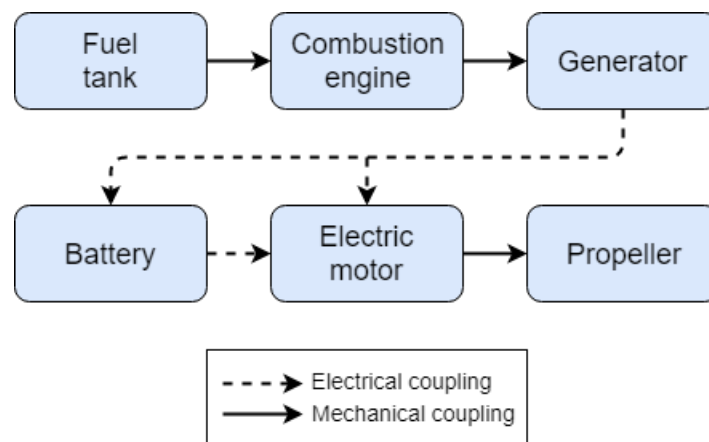 Fuel
tank
Combustion
engine
Generator
Battery
Electric
motor
Propeller
Electrical coupling
Mechanical coupling